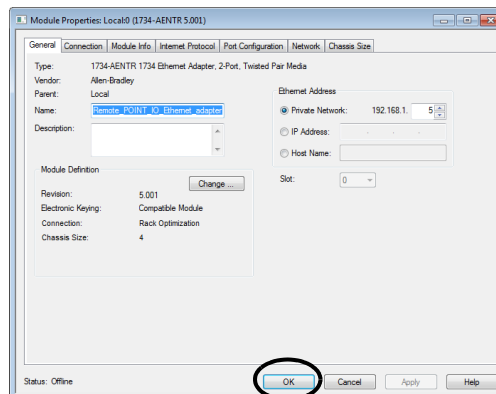 Module Properties: Local:0 (1734-AENTR 5.001)
General Connection Module Info Internet Protocol Port Configuration Network Chassis Size
Type: 1734-AENTR 1734 Ethernet Adapter, 2-Port, Twisted Pair Media
Vendor: Allen-Bradley
Parent: Local
Name: Remote_POINT_IO_Ethernet_adapter
Description:
Ethernet Address
Private Network: 192.168.1. 5
IP Address: . . .
Host Name:
Slot: 0
Module Definition
Change ...
Revision: 5.001
Electronic Keying: Compatible Module
Connection: Rack Optimization
Chassis Size: 4
Status: Offline
OK Cancel Apply Help